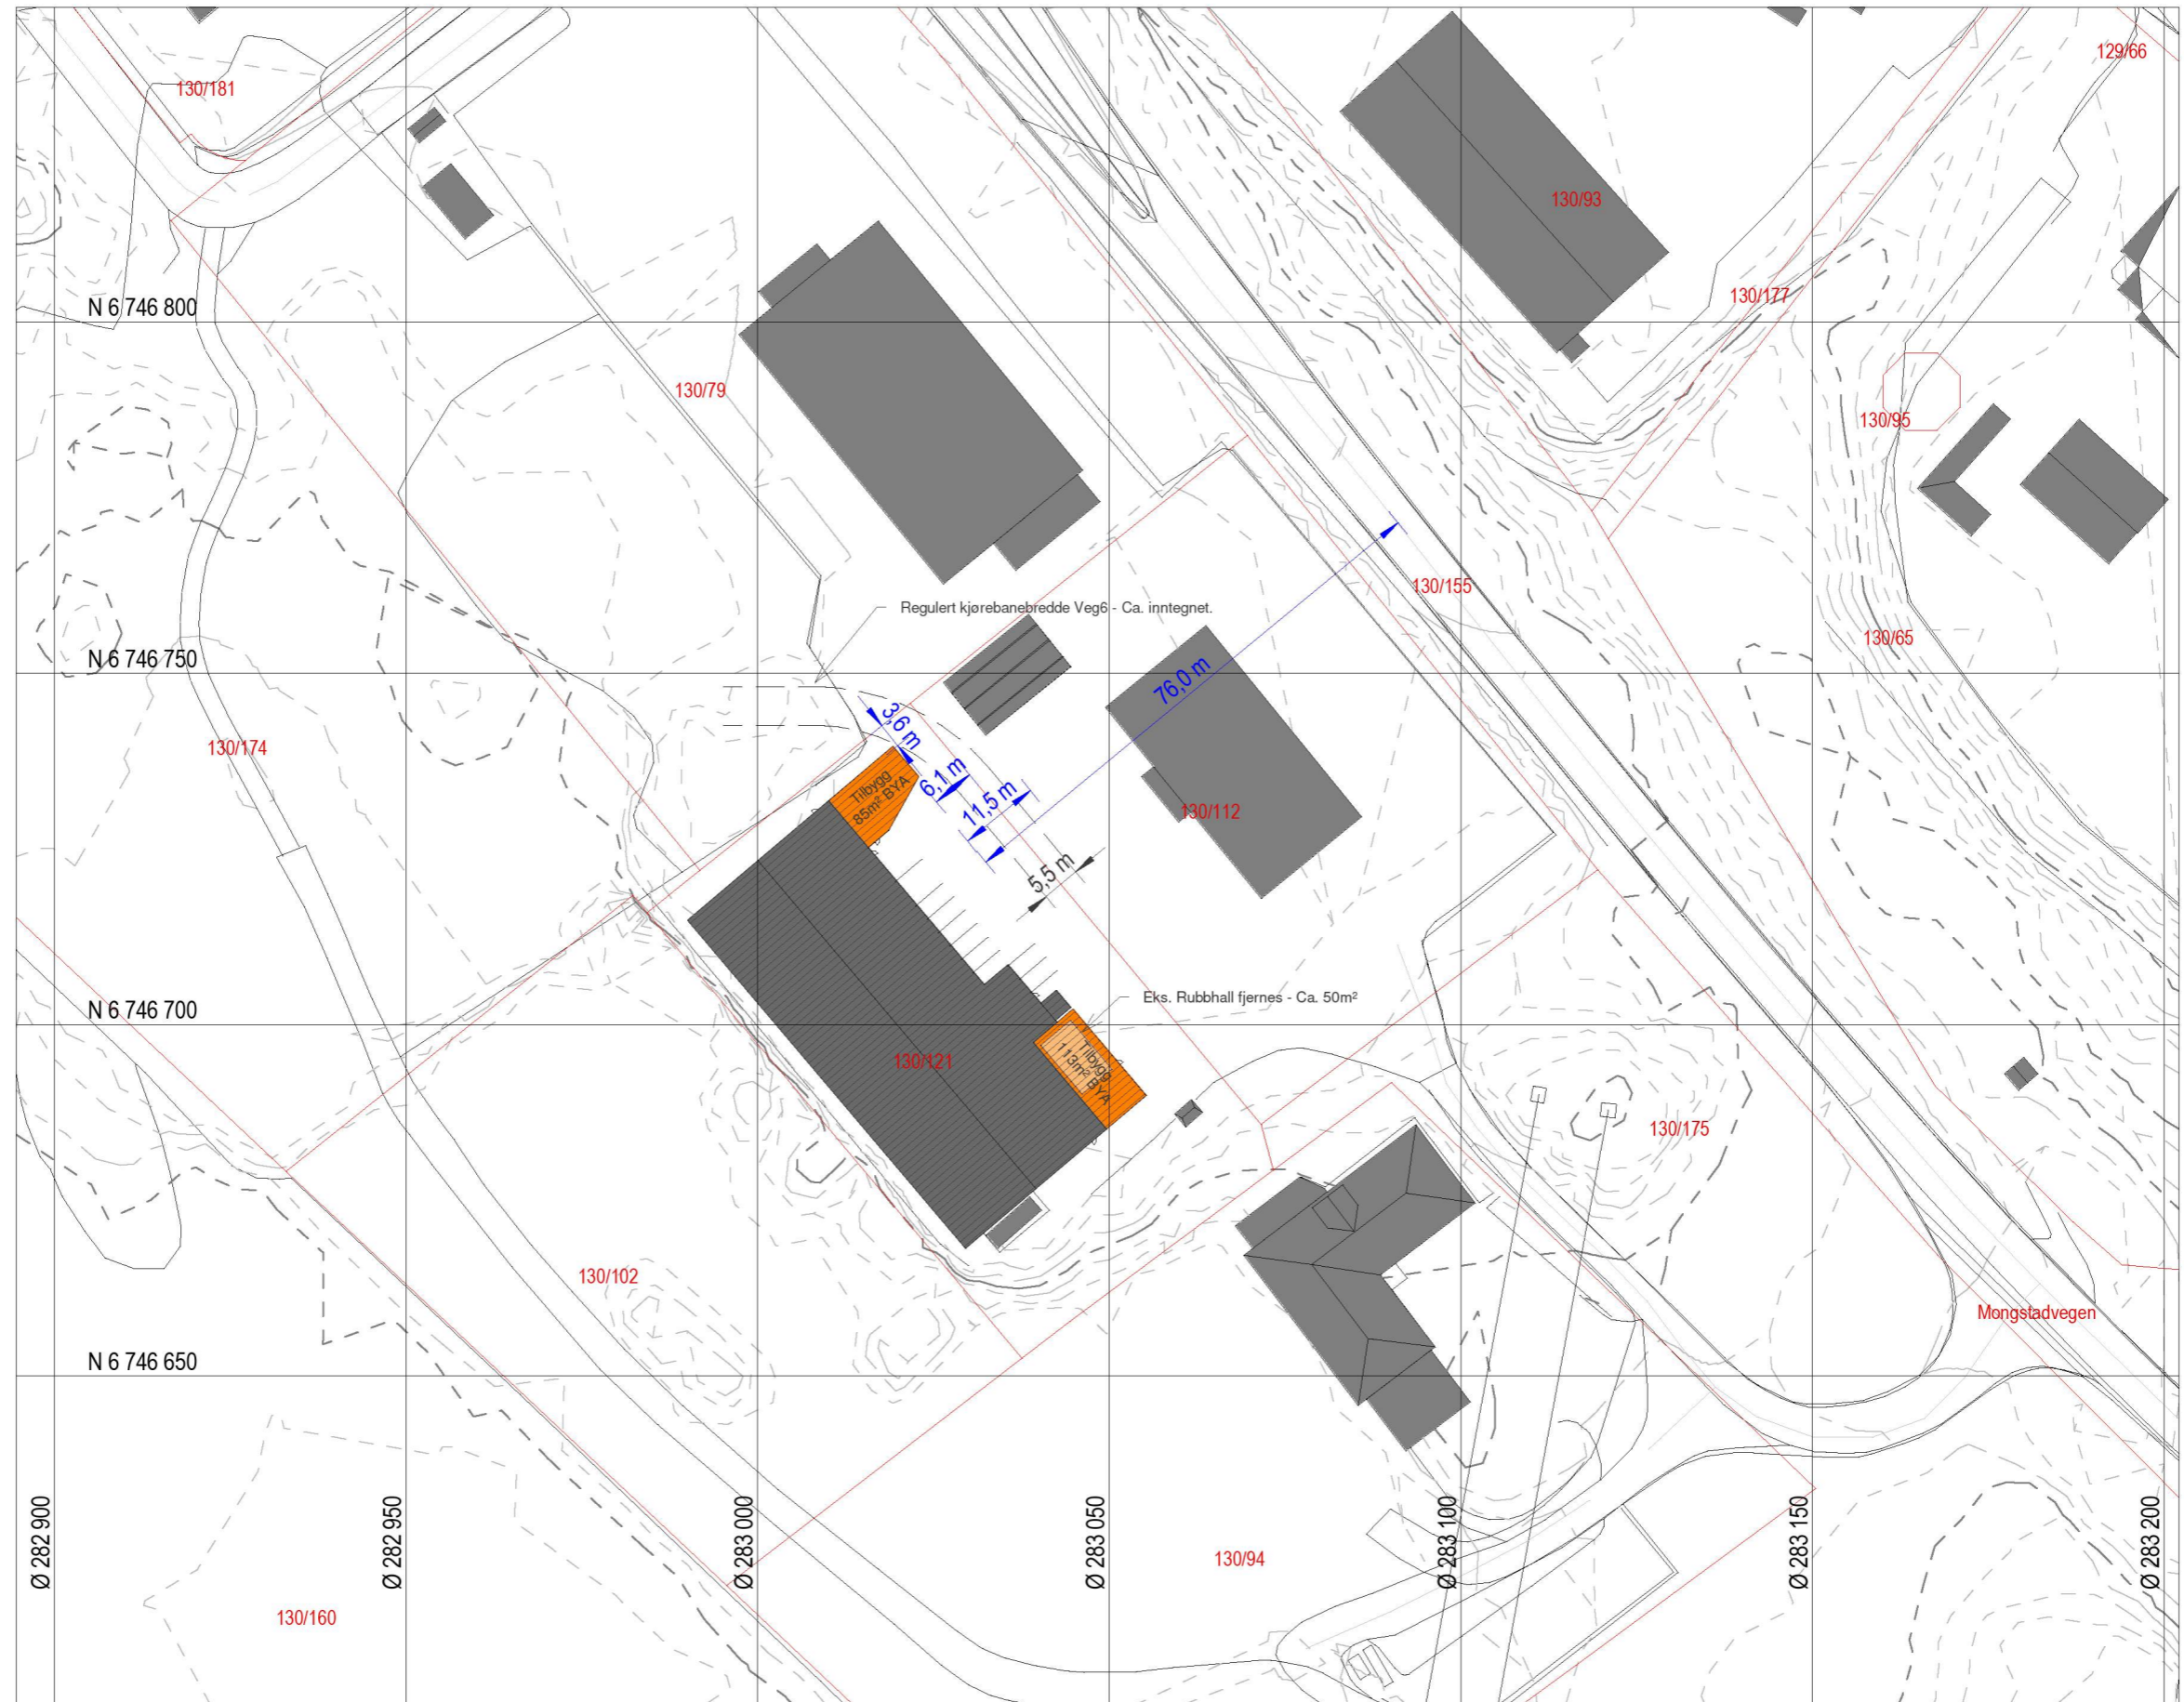 129/66
130/181
130/93
130/177
N 6 746 800
130/79
130/95
130/155
Regulert kjørebanebredde Veg6 - Ca. inntegnet.
130/65
N 6 746 750
76,0 m
3,6 m
130/174
6,1 m
Tilbygg
85m² BYA
11,5 m
130/112
5,5 m
Eks. Rubbhall fjernes - Ca. 50m²
N 6 746 700
130/121
Tilbygg
113m² BYA
130/175
130/102
Mongstadvegen
N 6 746 650
Ø 282 900
Ø 282 950
Ø 283 000
Ø 283 050
Ø 283 100
Ø 283 150
Ø 283 200
130/94
130/160